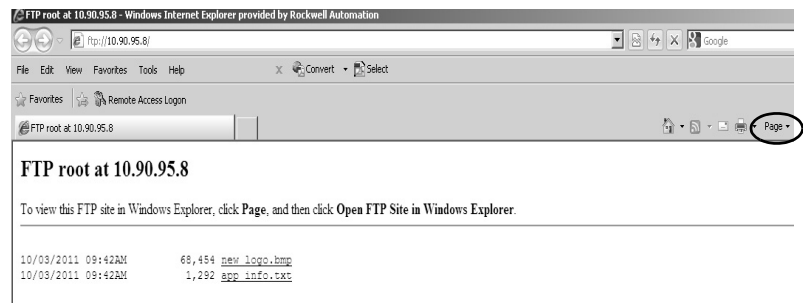 FTP root at 10.90.95.8 - Windows Internet Explorer provided by Rockwell Automation
ftp://10.90.95.8/
Google
File Edit View Favorites Tools Help x Convert Select
Favorites Remote Access Logon
FTP root at 10.90.95.8
Page
FTP root at 10.90.95.8
To view this FTP site in Windows Explorer, click Page, and then click Open FTP Site in Windows Explorer.
10/03/2011 09:42AM 68,454 new logo.bmp
10/03/2011 09:42AM 1,292 app info.txt